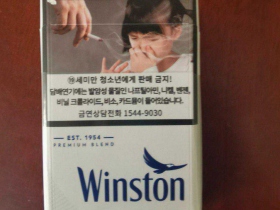 ⑲세미만 청소년에게 판매 금지!
담배연기에는 발암성 물질인 나프틸아민, 니켈, 벤젠,
비닐 크롤라이드, 비소, 카드뮴이 들어있습니다.
금연상담전화 1544-9030
EST. 1954
PREMIUM BLEND
Winston